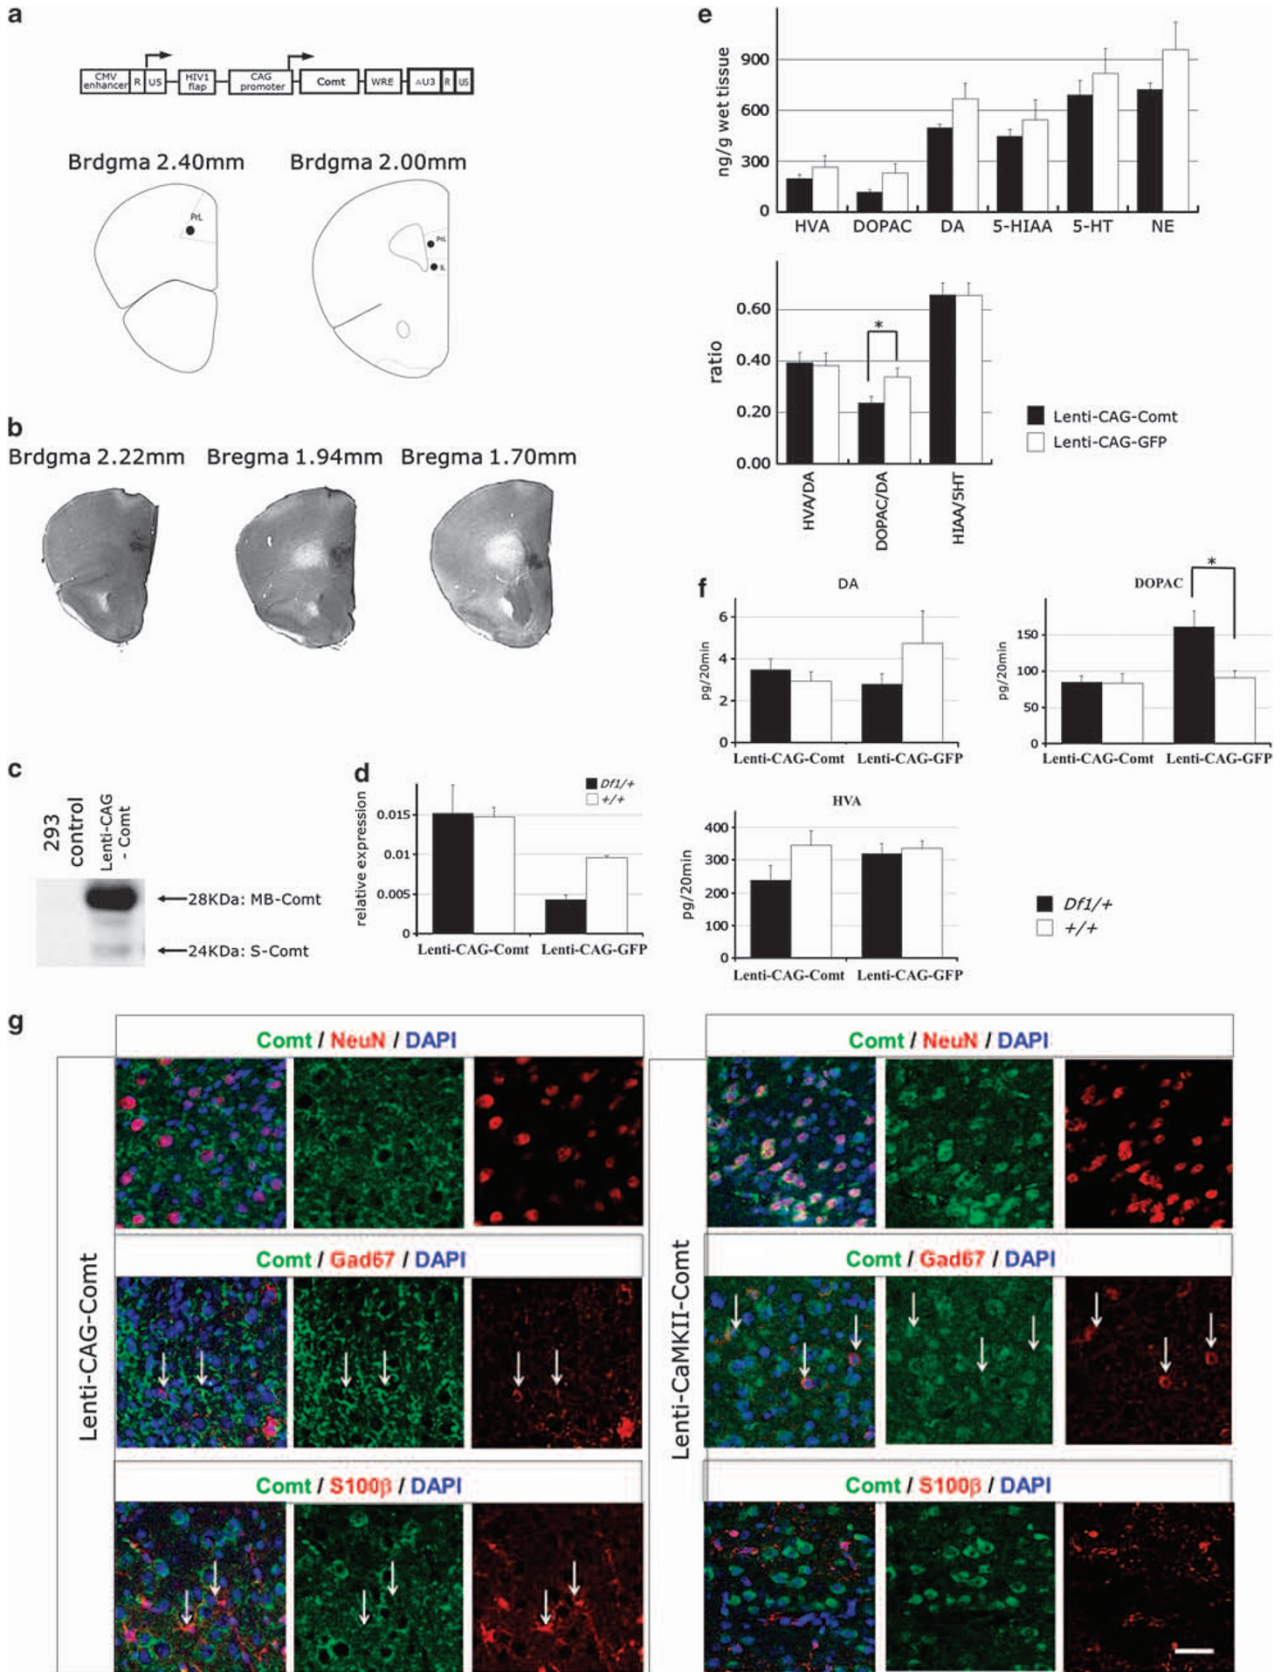 a
CMV enhancer R U5 HIV1 flap CAG promoter Comt WRE △U3 R U5
Brdgma 2.40mm Brdgma 2.00mm
PrL
PrL
IL
b
Brdgma 2.22mm Bregma 1.94mm Bregma 1.70mm
c
293 control
Lenti-CAG - Comt
28KDa: MB-Comt
24KDa: S-Comt
d
Df1/+
+/+
relative expression
0.015
0.01
0.005
0
Lenti-CAG-Comt Lenti-CAG-GFP
e
ng/g wet tissue
900
600
300
0
HVA DOPAC DA 5-HIAA 5-HT NE
ratio
0.60
0.40
0.20
0.00
*
HVA/DA
DOPAC/DA
HIAA/5HT
Lenti-CAG-Comt
Lenti-CAG-GFP
f
DA
pg/20min
6
4
2
0
Lenti-CAG-Comt Lenti-CAG-GFP
DOPAC
*
pg/20min
150
100
50
0
Lenti-CAG-Comt Lenti-CAG-GFP
HVA
pg/20min
400
300
200
100
0
Lenti-CAG-Comt Lenti-CAG-GFP
Df1/+
+/+
g
Lenti-CAG-Comt
Comt / NeuN / DAPI
Comt / Gad67 / DAPI
Comt / S100β / DAPI
Lenti-CaMKII-Comt
Comt / NeuN / DAPI
Comt / Gad67 / DAPI
Comt / S100β / DAPI